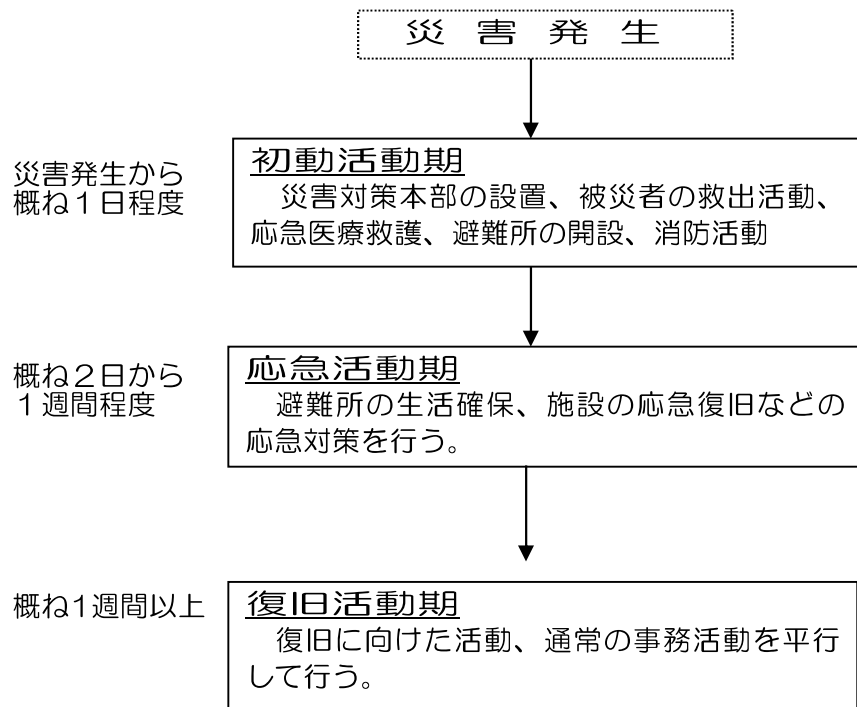 災 害 発 生
災害発生から
概ね１日程度
初動活動期
災害対策本部の設置、被災者の救出活動、
応急医療救護、避難所の開設、消防活動
概ね２日から
１週間程度
応急活動期
避難所の生活確保、施設の応急復旧などの
応急対策を行う。
概ね1週間以上
復旧活動期
復旧に向けた活動、通常の事務活動を平行
して行う。